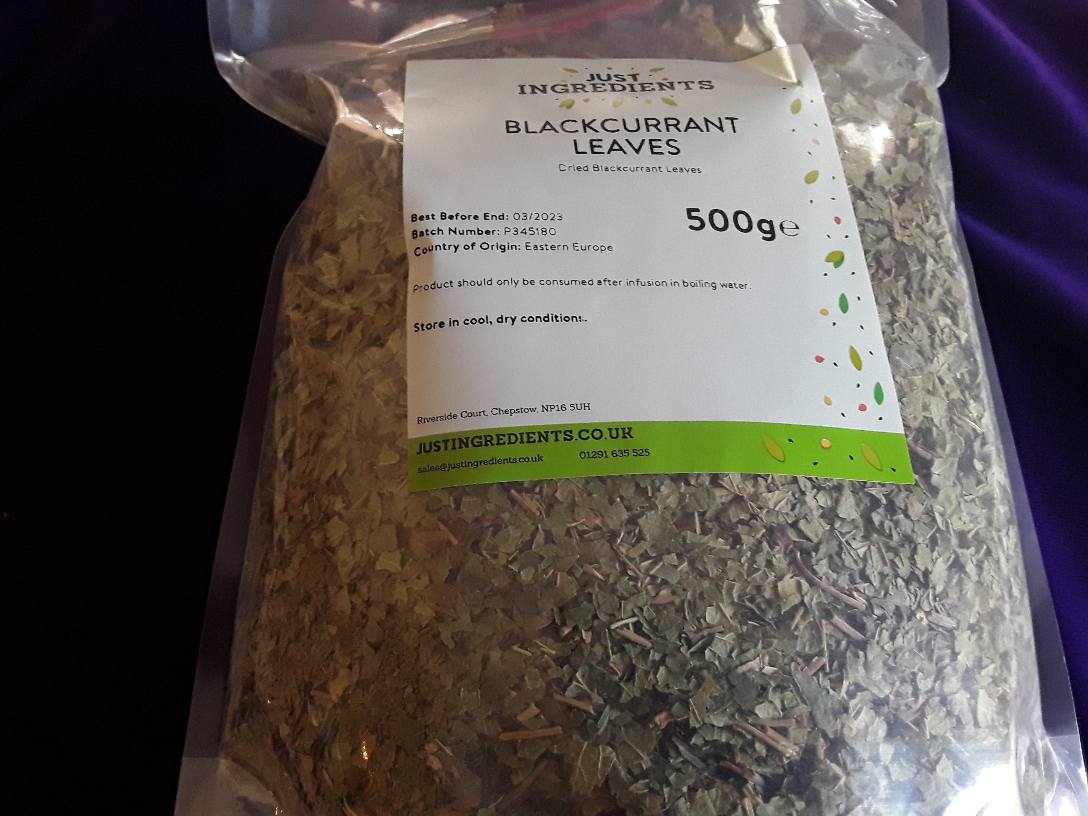 JUST
INGREDIENTS
BLACKCURRANT
LEAVES
Dried Blackcurrant Leaves
Best Before End: 03/2023
500g℮
Batch Number: P345180
Country of Origin: Eastern Europe
Product should only be consumed after infusion in boiling water.
Store in cool, dry conditions.
Riverside Court, Chepstow, NP16 5UH
JUSTINGREDIENTS.CO.UK
sales@justingredients.co.uk 01291 635 525